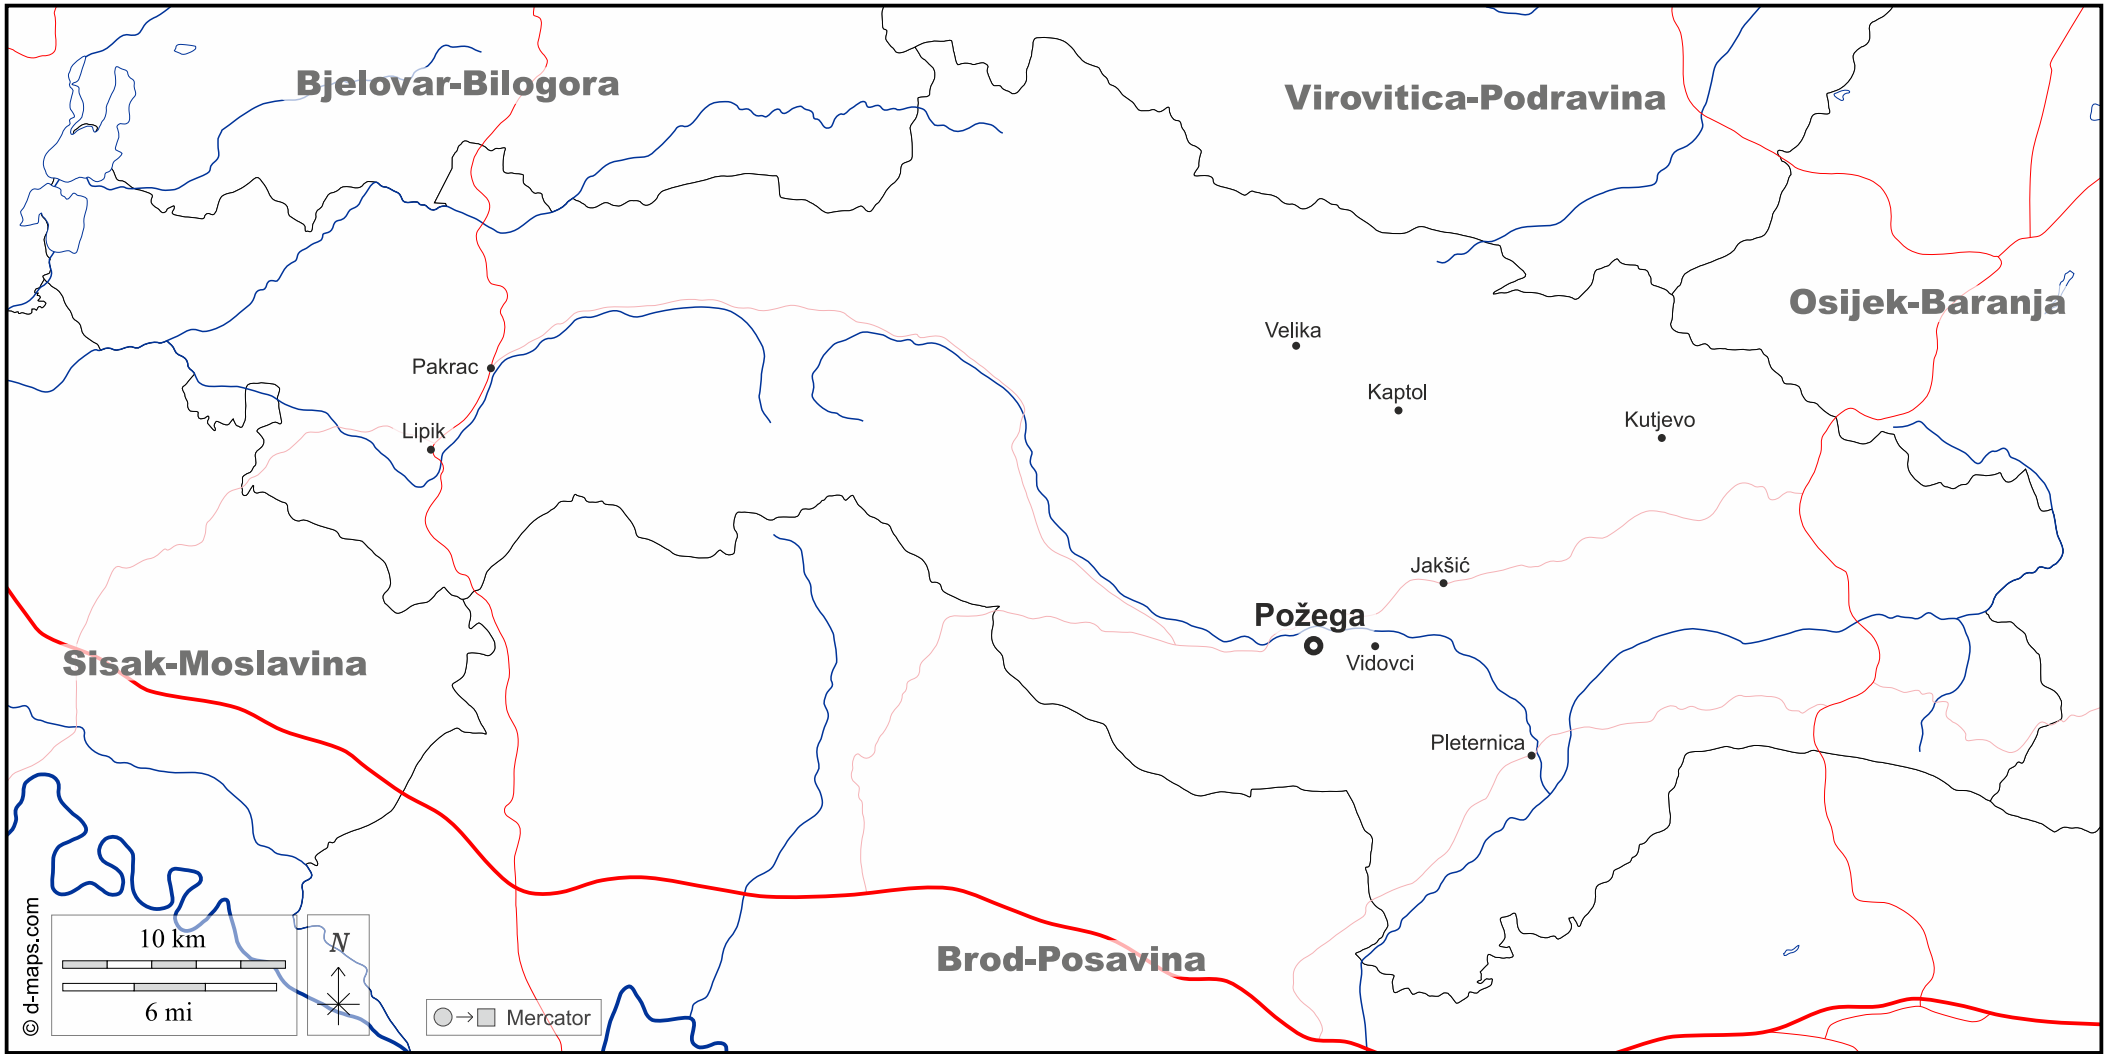 Bjelovar-Bilogora
Virovitica-Podravina
Osijek-Baranja
Velika
Pakrac
Kaptol
Kutjevo
Lipik
Jakšić
Požega
Vidovci
Sisak-Moslavina
Pleternica
Brod-Posavina
© d-maps.com
10 km
6 mi
N
Mercator